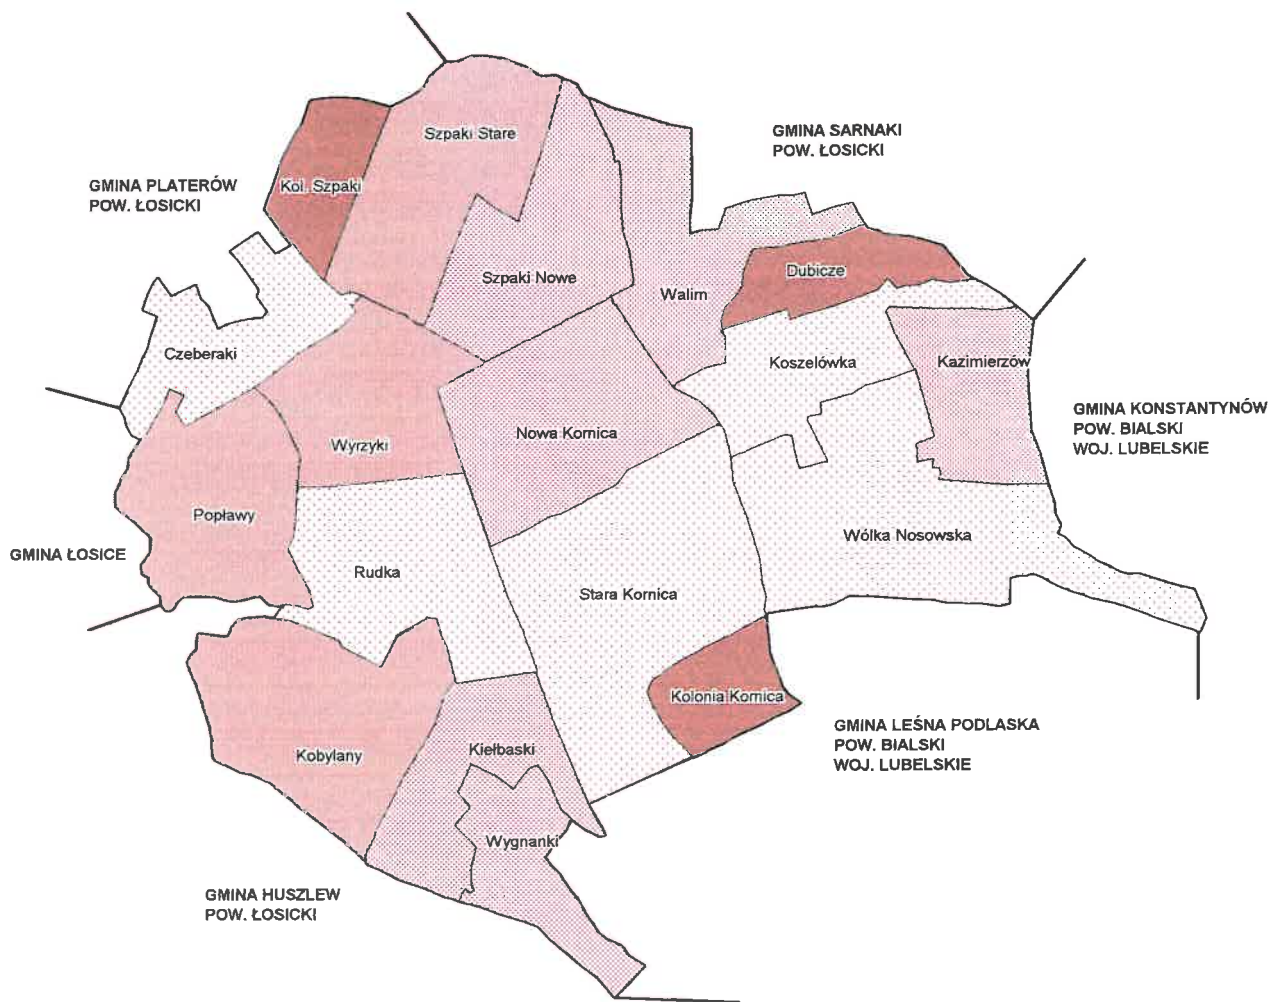 Szpaki Stare
GMINA SARNAKI
POW. ŁOSICKI
GMINA PLATERÓW
POW. ŁOSICKI
Kol. Szpaki
Szpaki Nowe
Walim
Dubicze
Czeberaki
Koszelówka
Kazimierzów
GMINA KONSTANTYNÓW
POW. BIALSKI
WOJ. LUBELSKIE
Wyrzyki
Nowa Kornica
Popławy
GMINA ŁOSICE
Rudka
Stara Kornica
Wólka Nosowska
Kolonia Kornica
GMINA LEŚNA PODLASKA
POW. BIALSKI
WOJ. LUBELSKIE
Kobylany
Kiełbaski
Wygnanki
GMINA HUSZLEW
POW. ŁOSICKI